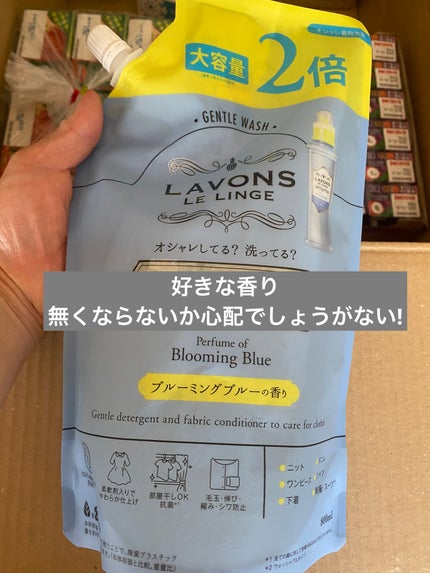 オシャレ着用洗剤
大容量
2倍
GENTLE WASH
LAVONS
LE LINGE
オシャレしてる? 洗ってる?
好きな香り
無くならないか心配でしょうがない!
Perfume of
Blooming Blue
ブルーミングブルーの香り
Gentle detergent and fabric conditioner to care for clothes
柔軟剤入りで
やわらか仕上げ
部屋干しOK
抗菌*1
毛玉・伸び・
縮み・シワ防止
ニット
ワンピース
下着
800ml